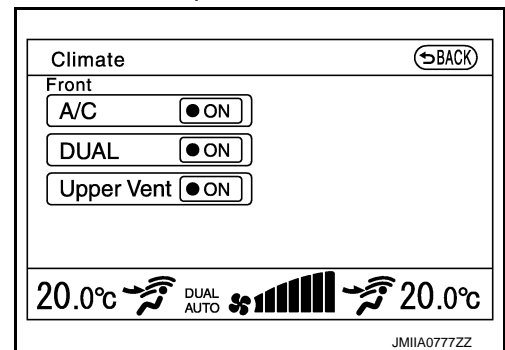 Climate
BACK
Front
A/C ON
DUAL ON
Upper Vent ON
20.0°C DUAL AUTO 20.0°C
JMIIA0777ZZ